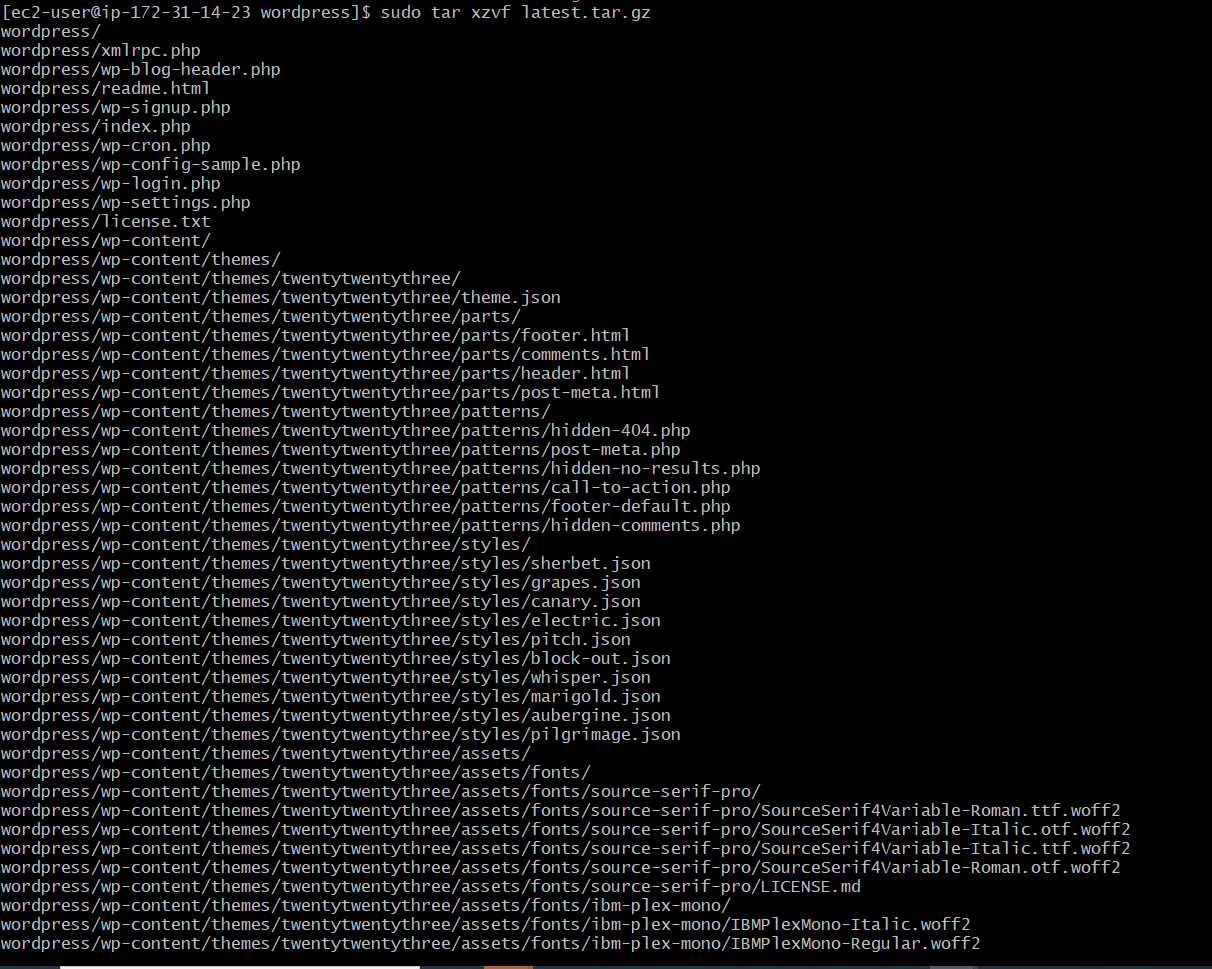 [ec2-user@ip-172-31-14-23 wordpress]$ sudo tar xzvf latest.tar.gz
wordpress/
wordpress/xmlrpc.php
wordpress/wp-blog-header.php
wordpress/readme.html
wordpress/wp-signup.php
wordpress/index.php
wordpress/wp-cron.php
wordpress/wp-config-sample.php
wordpress/wp-login.php
wordpress/wp-settings.php
wordpress/license.txt
wordpress/wp-content/
wordpress/wp-content/themes/
wordpress/wp-content/themes/twentytwentythree/
wordpress/wp-content/themes/twentytwentythree/theme.json
wordpress/wp-content/themes/twentytwentythree/parts/
wordpress/wp-content/themes/twentytwentythree/parts/footer.html
wordpress/wp-content/themes/twentytwentythree/parts/comments.html
wordpress/wp-content/themes/twentytwentythree/parts/header.html
wordpress/wp-content/themes/twentytwentythree/parts/post-meta.html
wordpress/wp-content/themes/twentytwentythree/patterns/
wordpress/wp-content/themes/twentytwentythree/patterns/hidden-404.php
wordpress/wp-content/themes/twentytwentythree/patterns/post-meta.php
wordpress/wp-content/themes/twentytwentythree/patterns/hidden-no-results.php
wordpress/wp-content/themes/twentytwentythree/patterns/call-to-action.php
wordpress/wp-content/themes/twentytwentythree/patterns/footer-default.php
wordpress/wp-content/themes/twentytwentythree/patterns/hidden-comments.php
wordpress/wp-content/themes/twentytwentythree/styles/
wordpress/wp-content/themes/twentytwentythree/styles/sherbet.json
wordpress/wp-content/themes/twentytwentythree/styles/grapes.json
wordpress/wp-content/themes/twentytwentythree/styles/canary.json
wordpress/wp-content/themes/twentytwentythree/styles/electric.json
wordpress/wp-content/themes/twentytwentythree/styles/pitch.json
wordpress/wp-content/themes/twentytwentythree/styles/block-out.json
wordpress/wp-content/themes/twentytwentythree/styles/whisper.json
wordpress/wp-content/themes/twentytwentythree/styles/marigold.json
wordpress/wp-content/themes/twentytwentythree/styles/aubergine.json
wordpress/wp-content/themes/twentytwentythree/styles/pilgrimage.json
wordpress/wp-content/themes/twentytwentythree/assets/
wordpress/wp-content/themes/twentytwentythree/assets/fonts/
wordpress/wp-content/themes/twentytwentythree/assets/fonts/source-serif-pro/
wordpress/wp-content/themes/twentytwentythree/assets/fonts/source-serif-pro/SourceSerif4Variable-Roman.ttf.woff2
wordpress/wp-content/themes/twentytwentythree/assets/fonts/source-serif-pro/SourceSerif4Variable-Italic.otf.woff2
wordpress/wp-content/themes/twentytwentythree/assets/fonts/source-serif-pro/SourceSerif4Variable-Italic.ttf.woff2
wordpress/wp-content/themes/twentytwentythree/assets/fonts/source-serif-pro/SourceSerif4Variable-Roman.otf.woff2
wordpress/wp-content/themes/twentytwentythree/assets/fonts/source-serif-pro/LICENSE.md
wordpress/wp-content/themes/twentytwentythree/assets/fonts/ibm-plex-mono/
wordpress/wp-content/themes/twentytwentythree/assets/fonts/ibm-plex-mono/IBMPlexMono-Italic.woff2
wordpress/wp-content/themes/twentytwentythree/assets/fonts/ibm-plex-mono/IBMPlexMono-Regular.woff2